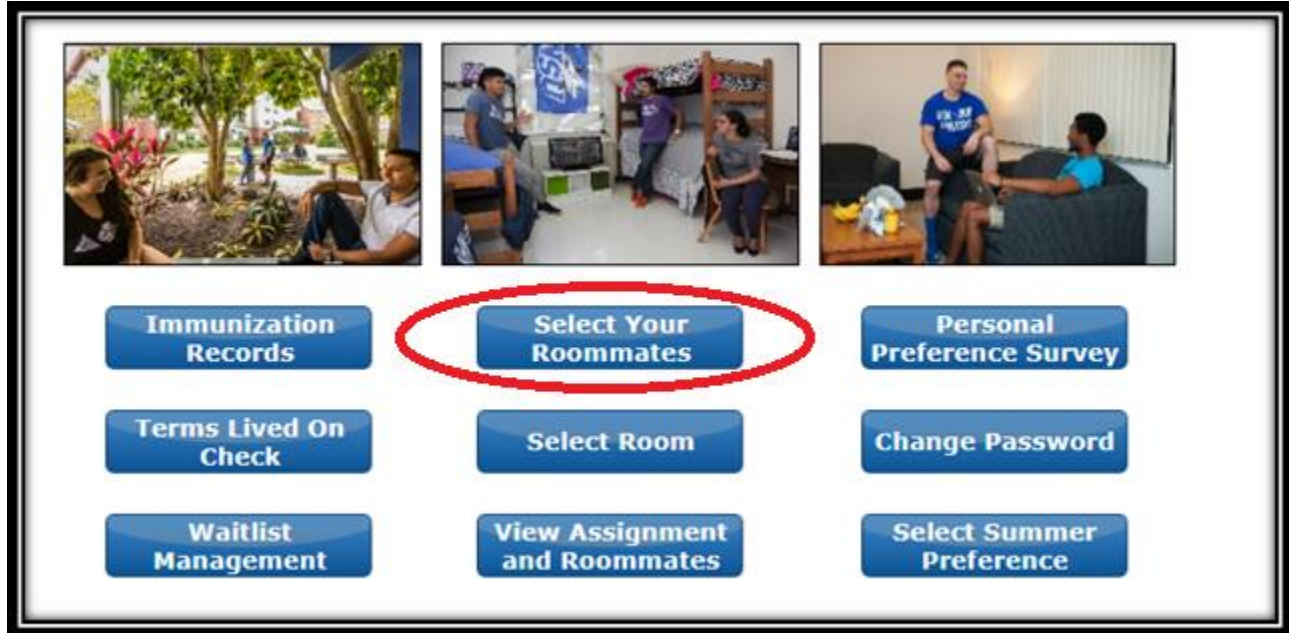 Immunization
Records
Select Your
Roommates
Personal
Preference Survey
Terms Lived On
Check
Select Room
Change Password
Waitlist
Management
View Assignment
and Roommates
Select Summer
Preference